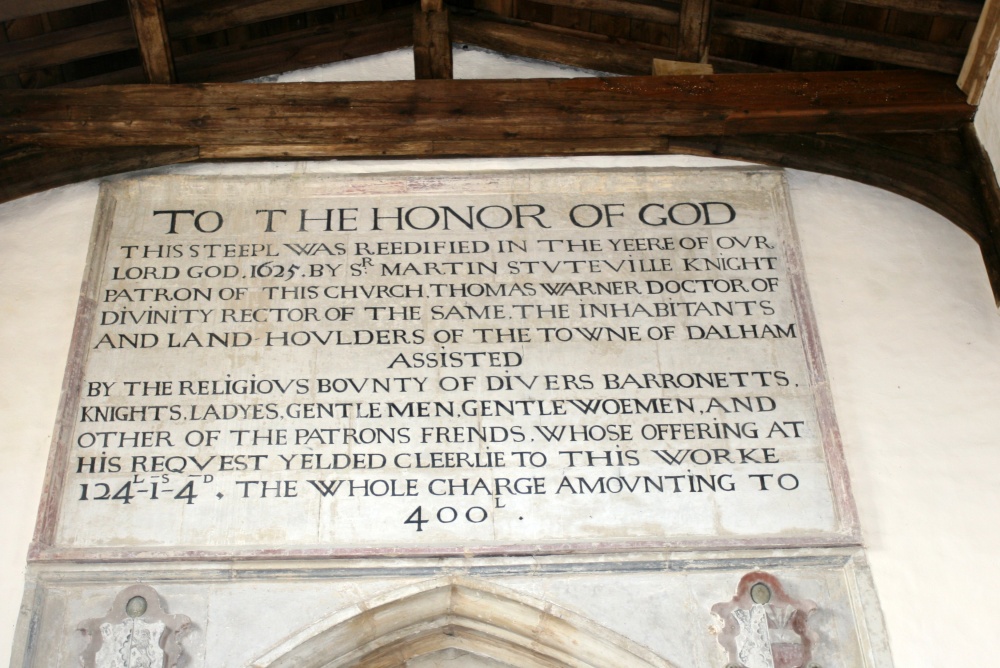 TO THE HONOR OF GOD
THIS STEEPL WAS REEDIFIED IN THE YEERE OF OVR
LORD GOD. 1625. BY SR MARTIN STVTEVILLE KNIGHT
PATRON OF THIS CHVRCH. THOMAS WARNER DOCTOR OF
DIVINITY RECTOR OF THE SAME. THE INHABITANTS
AND LAND-HOVLDERS OF THE TOWNE OF DALHAM
ASSISTED
BY THE RELIGIOVS BOVNTY OF DIVERS BARRONETTS.
KNIGHTS. LADYES. GENTLEMEN. GENTLEWOEMEN. AND
OTHER OF THE PATRONS FRENDS. WHOSE OFFERING AT
HIS REQVEST YELDED CLEERLIE TO THIS WORKE
124L-1S-4D. THE WHOLE CHARGE AMOVNTING TO
400L.